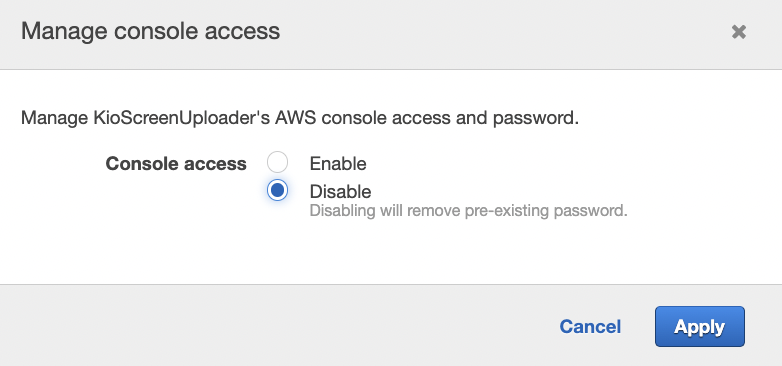 Manage console access
Manage KioScreenUploader's AWS console access and password.
Console access
Enable
Disable
Disabling will remove pre-existing password.
Cancel
Apply